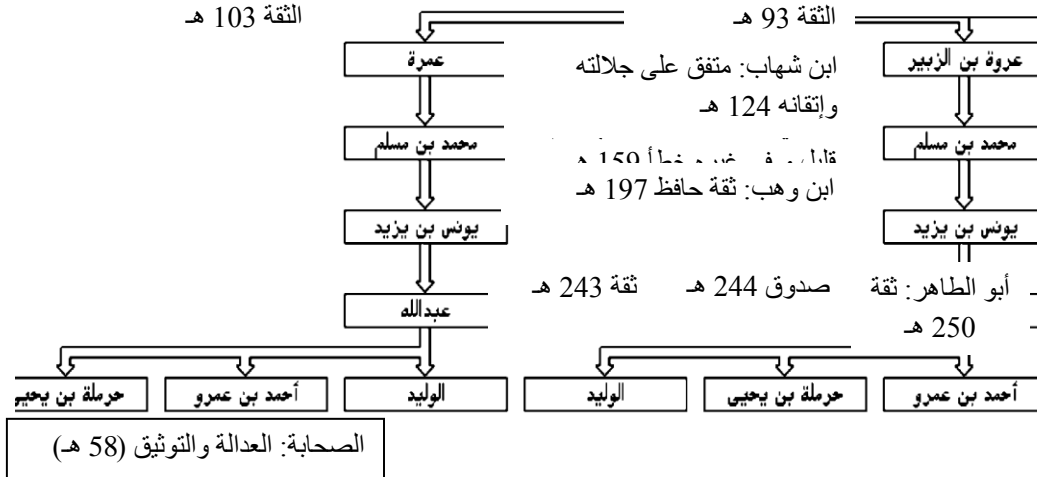 الثقة 93 هـ
الثقة 103 هـ
عروة بن الزبير
عمرة
ابن شهاب: متفق على جلالته
وإتقانه 124 هـ
محمد بن مسلم
محمد بن مسلم
خطأ 159 هـ
ابن وهب: ثقة حافظ 197 هـ
يونس بن يزيد
يونس بن يزيد
أبو الطاهر: ثقة
250 هـ
صدوق 244 هـ
ثقة 243 هـ
عبدالله
أحمد بن عمرو
حرملة بن يحيى
الوليد
الوليد
أحمد بن عمرو
حرملة بن يحيى
الصحابة: العدالة والتوثيق (58 هـ)